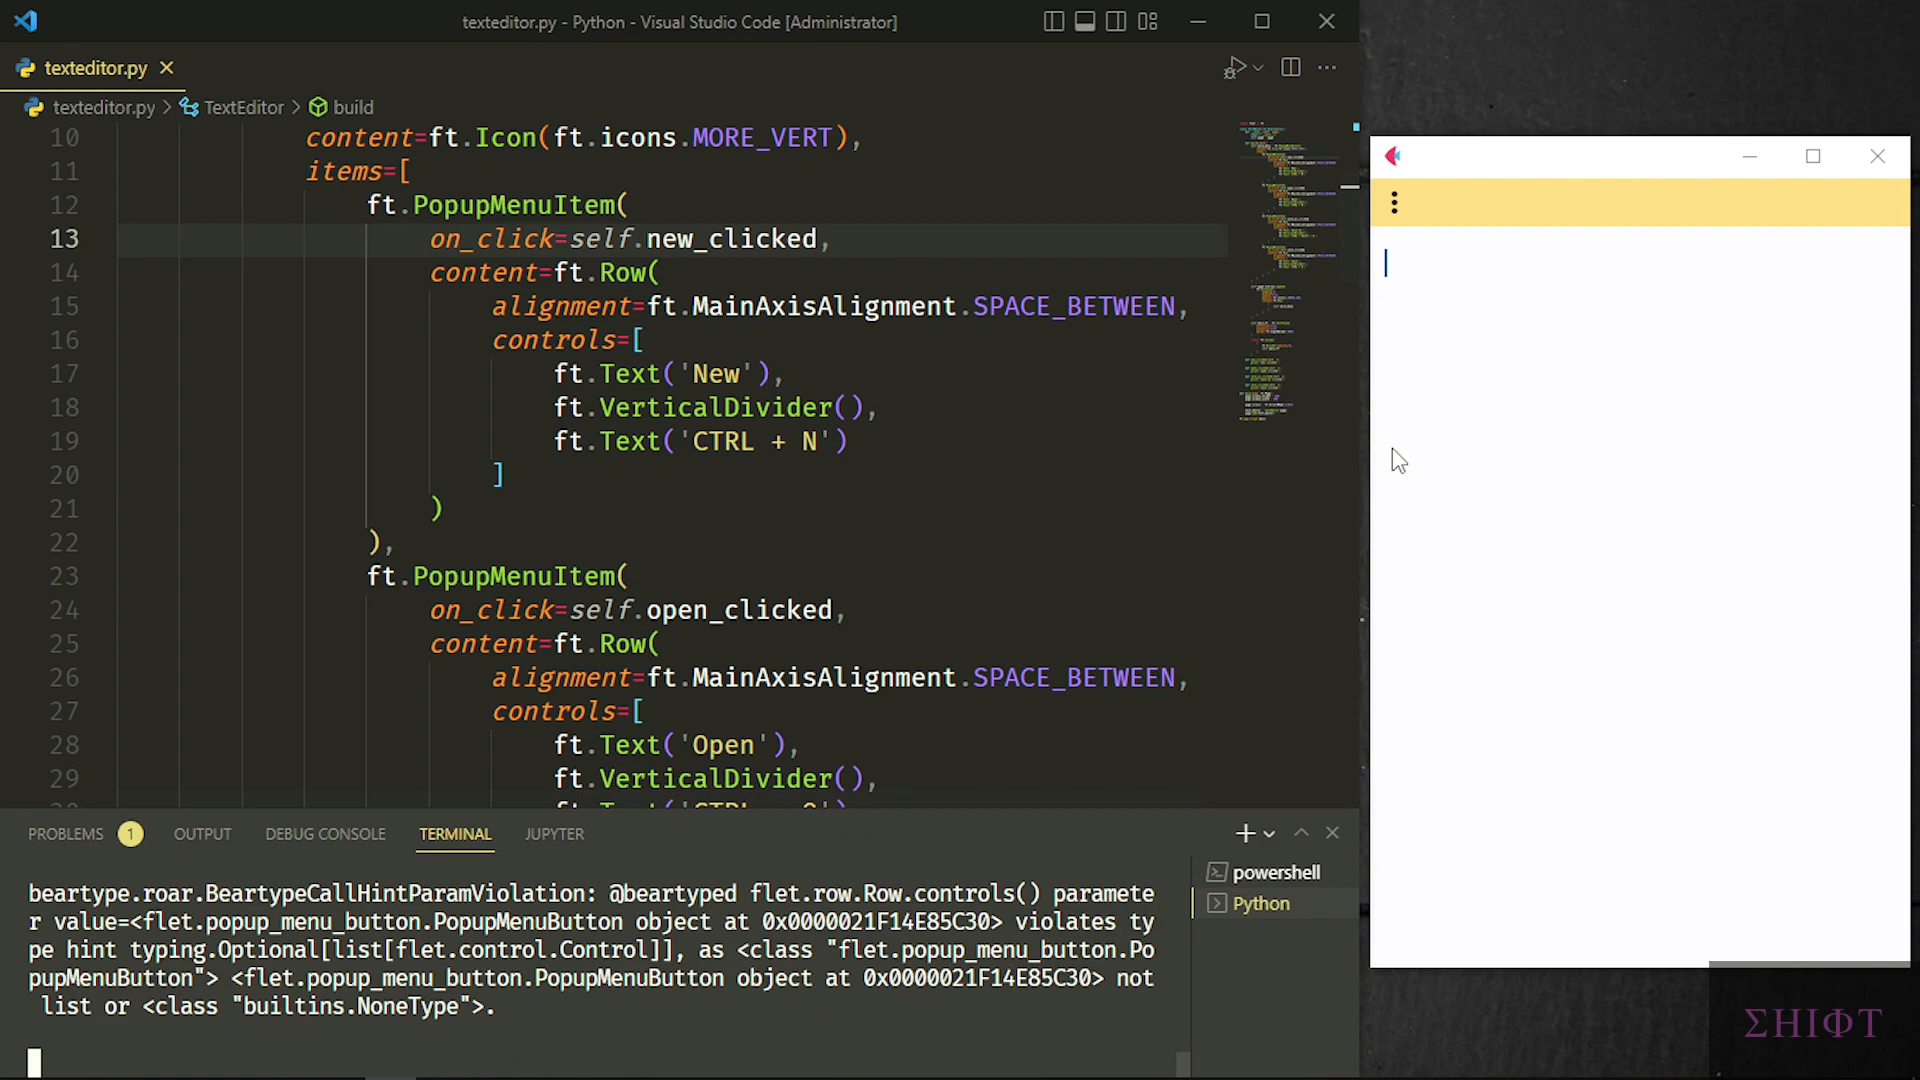 texteditor.py - Python - Visual Studio Code [Administrator]
texteditor.py
texteditor.py > TextEditor > build
10 content=ft.Icon(ft.icons.MORE_VERT),
11 items=[
12 ft.PopupMenuItem(
13 on_click=self.new_clicked,
14 content=ft.Row(
15 alignment=ft.MainAxisAlignment.SPACE_BETWEEN,
16 controls=[
17 ft.Text('New'),
18 ft.VerticalDivider(),
19 ft.Text('CTRL + N')
20 ]
21 )
22 ),
23 ft.PopupMenuItem(
24 on_click=self.open_clicked,
25 content=ft.Row(
26 alignment=ft.MainAxisAlignment.SPACE_BETWEEN,
27 controls=[
28 ft.Text('Open'),
29 ft.VerticalDivider(),
PROBLEMS 1 OUTPUT DEBUG CONSOLE TERMINAL JUPYTER
powershell
Python
beartype.roar.BeartypeCallHintParamViolation: @beartyped flet.row.Row.controls() paramete
r value=<flet.popup_menu_button.PopupMenuButton object at 0x0000021F14E85C30> violates ty
pe hint typing.Optional[list[flet.control.Control]], as <class "flet.popup_menu_button.Po
pupMenuButton"> <flet.popup_menu_button.PopupMenuButton object at 0x0000021F14E85C30> not
list or <class "builtins.NoneType">.
ΣHIΦT